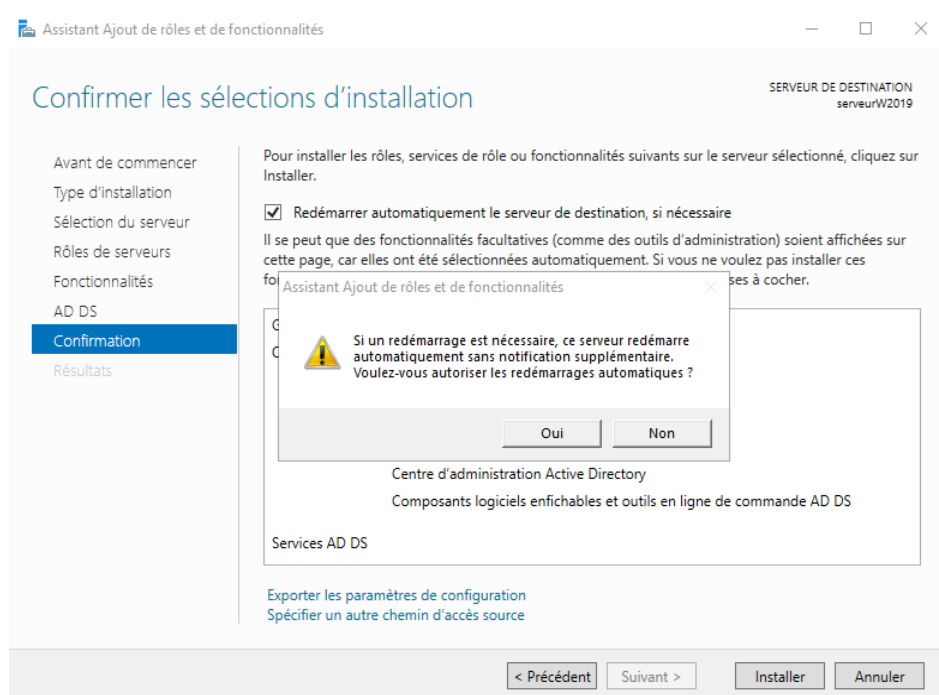 Assistant Ajout de rôles et de fonctionnalités
Confirmer les sélections d'installation
SERVEUR DE DESTINATION
serveurW2019
Avant de commencer
Type d'installation
Sélection du serveur
Rôles de serveurs
Fonctionnalités
AD DS
Confirmation
Résultats
Pour installer les rôles, services de rôle ou fonctionnalités suivants sur le serveur sélectionné, cliquez sur
Installer.
Redémarrer automatiquement le serveur de destination, si nécessaire
Il se peut que des fonctionnalités facultatives (comme des outils d'administration) soient affichées sur
cette page, car elles ont été sélectionnées automatiquement. Si vous ne voulez pas installer ces
à cocher.
Assistant Ajout de rôles et de fonctionnalités
Si un redémarrage est nécessaire, ce serveur redémarre
automatiquement sans notification supplémentaire.
Voulez-vous autoriser les redémarrages automatiques ?
Oui
Non
Centre d'administration Active Directory
Composants logiciels enfichables et outils en ligne de commande AD DS
Services AD DS
Exporter les paramètres de configuration
Spécifier un autre chemin d'accès source
< Précédent
Suivant >
Installer
Annuler